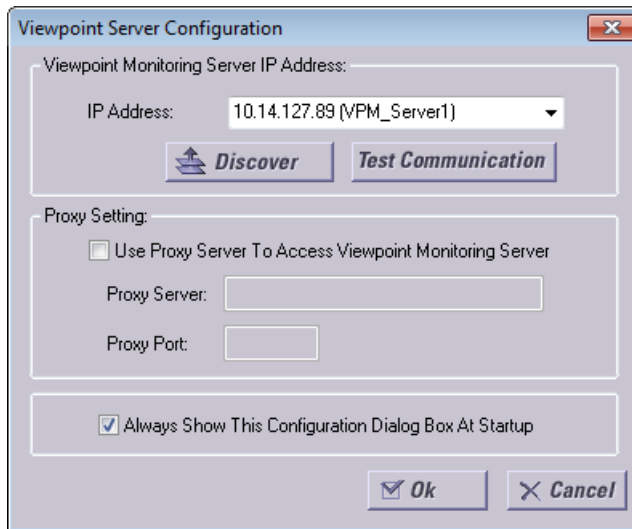 Viewpoint Server Configuration
Viewpoint Monitoring Server IP Address:
IP Address: 10.14.127.89 (VPM_Server1)
Discover Test Communication
Proxy Setting:
Use Proxy Server To Access Viewpoint Monitoring Server
Proxy Server:
Proxy Port:
Always Show This Configuration Dialog Box At Startup
Ok Cancel